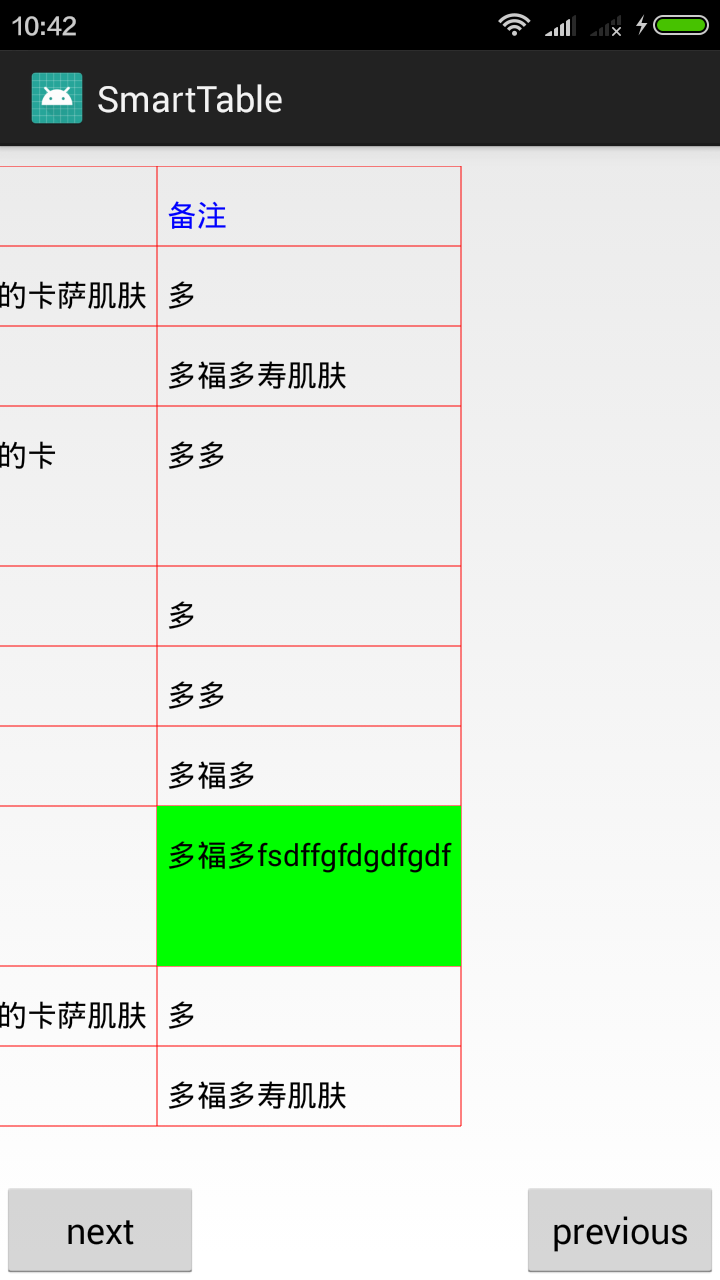 10:42
SmartTable
备注
的卡萨肌肤 多
多福多寿肌肤
的卡 多多
多
多多
多福多
多福多fsdffgfdgdfgdf
的卡萨肌肤 多
多福多寿肌肤
next previous